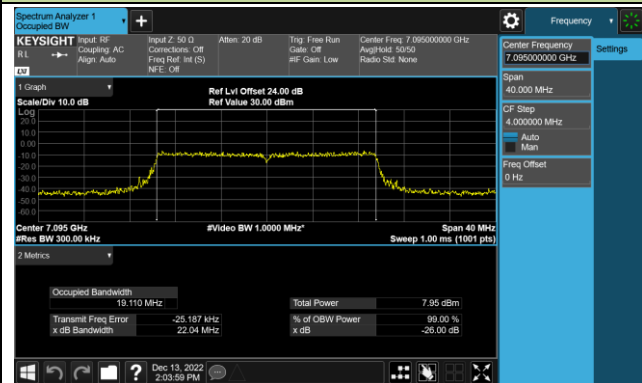 Spectrum Analyzer 1
Occupied BW
Frequency
KEYSIGHT
Input: RF
Input Z: 50 Ω
Atten: 20 dB
Trig: Free Run
Center Freq: 7.095000000 GHz
RL
Coupling: AC
Corrections: Off
Gate: Off
Avg|Hold: 50/50
Align: Auto
Freq Ref: Int (S)
#IF Gain: Low
Radio Std: None
NFE: Off
LXI
Center Frequency
7.095000000 GHz
Settings
Span
40.000 MHz
CF Step
4.000000 MHz
Auto
Man
Freq Offset
0 Hz
1 Graph
Ref Lvl Offset 24.00 dB
Scale/Div 10.0 dB
Ref Value 30.00 dBm
Log
20.0
10.0
0.00
-10.0
-20.0
-30.0
-40.0
-50.0
-60.0
Center 7.095 GHz
#Video BW 1.0000 MHz*
Span 40 MHz
#Res BW 300.00 kHz
Sweep 1.00 ms (1001 pts)
2 Metrics
Occupied Bandwidth
19.110 MHz
Total Power
7.95 dBm
Transmit Freq Error
-25.187 kHz
% of OBW Power
99.00 %
x dB Bandwidth
22.04 MHz
x dB
-26.00 dB
Dec 13, 2022
2:03:59 PM